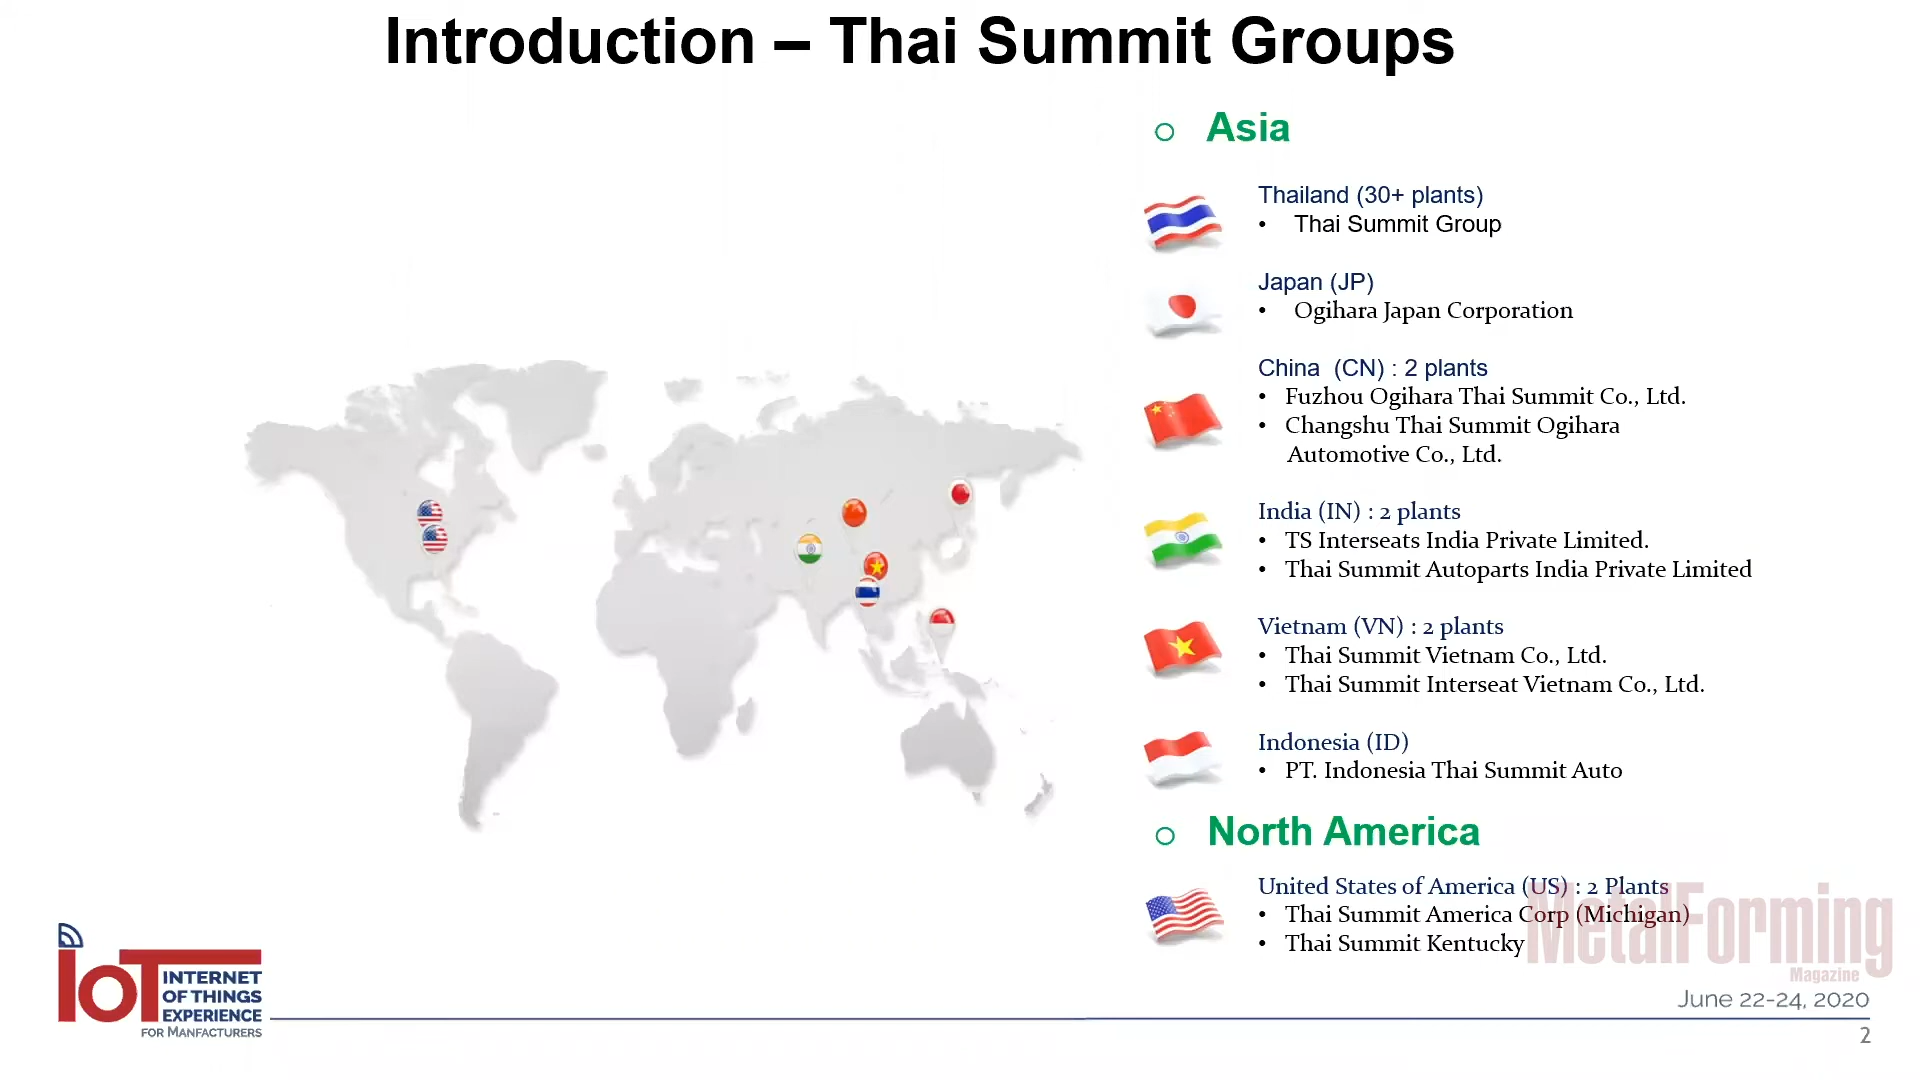 Introduction – Thai Summit Groups
Asia
Thailand (30+ plants)
• Thai Summit Group
Japan (JP)
• Ogihara Japan Corporation
China (CN) : 2 plants
• Fuzhou Ogihara Thai Summit Co., Ltd.
• Changshu Thai Summit Ogihara
Automotive Co., Ltd.
India (IN) : 2 plants
• TS Interseats India Private Limited.
• Thai Summit Autoparts India Private Limited
Vietnam (VN) : 2 plants
• Thai Summit Vietnam Co., Ltd.
• Thai Summit Interseat Vietnam Co., Ltd.
Indonesia (ID)
• PT. Indonesia Thai Summit Auto
North America
United States of America (US) : 2 Plants
• Thai Summit America Corp (Michigan)
• Thai Summit Kentucky
MetalForming
Magazine
IoT
INTERNET
OF THINGS
EXPERIENCE
FOR MANFACTURERS
June 22-24, 2020
2